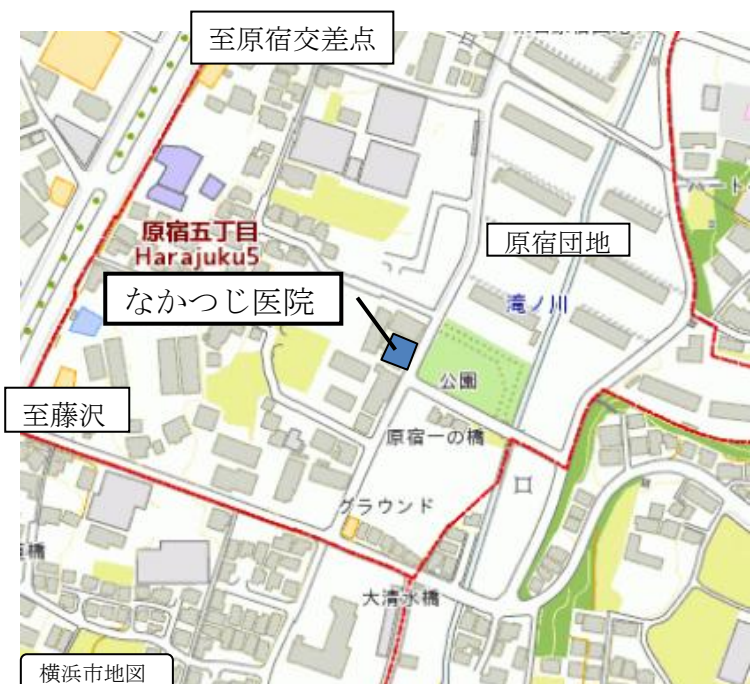 至原宿交差点
原宿五丁目
Harajuku5
原宿団地
なかつじ医院
滝ノ川
公園
至藤沢
原宿一の橋
グラウンド
大清水橋
橋
横浜市地図